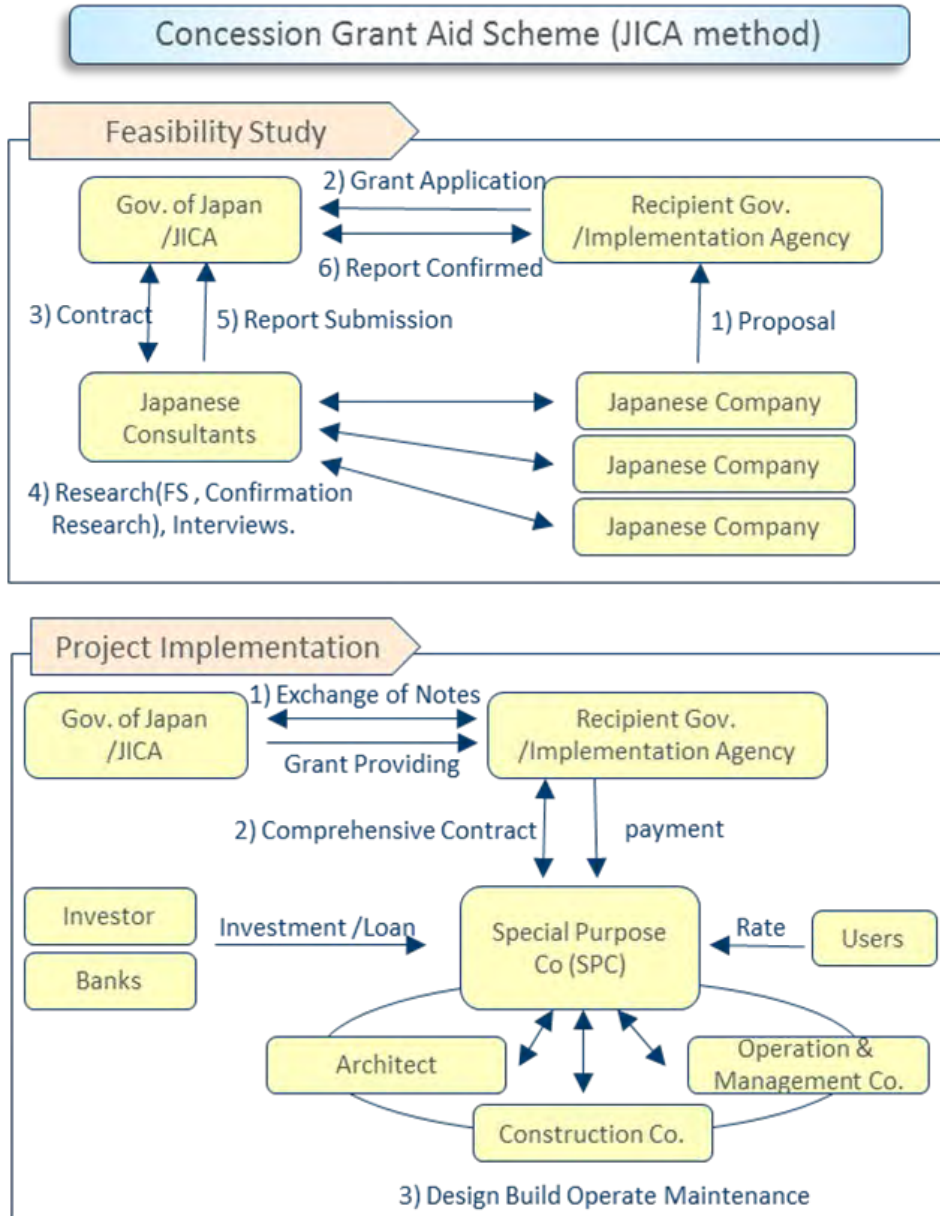 Concession Grant Aid Scheme (JICA method)
Feasibility Study
2) Grant Application
Gov. of Japan
/JICA
Recipient Gov.
/Implementation Agency
6) Report Confirmed
3) Contract
5) Report Submission
1) Proposal
Japanese
Consultants
Japanese Company
Japanese Company
Japanese Company
4) Research(FS , Confirmation
Research), Interviews.
Project Implementation
1) Exchange of Notes
Gov. of Japan
/JICA
Recipient Gov.
/Implementation Agency
Grant Providing
2) Comprehensive Contract
payment
Investor
Banks
Investment /Loan
Special Purpose
Co (SPC)
Rate
Users
Architect
Operation &
Management Co.
Construction Co.
3) Design Build Operate Maintenance